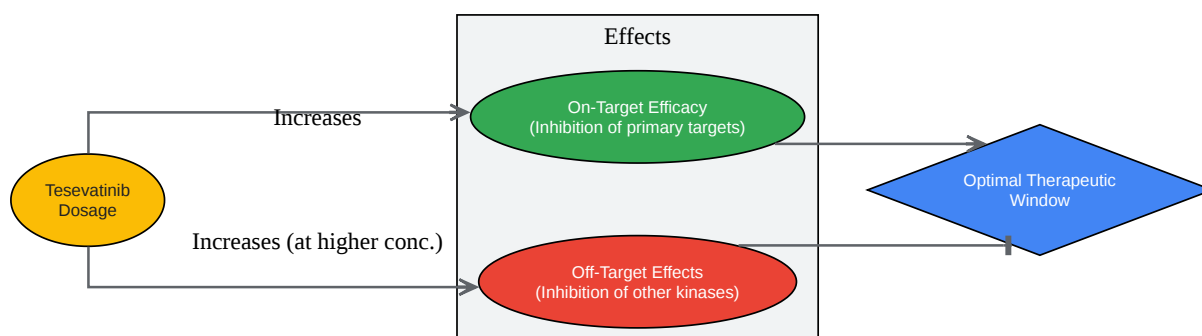 Effects
On-Target Efficacy
(Inhibition of primary targets)
Increases
Tesevatinib
Dosage
Optimal Therapeutic
Window
Increases (at higher conc.)
Off-Target Effects
(Inhibition of other kinases)